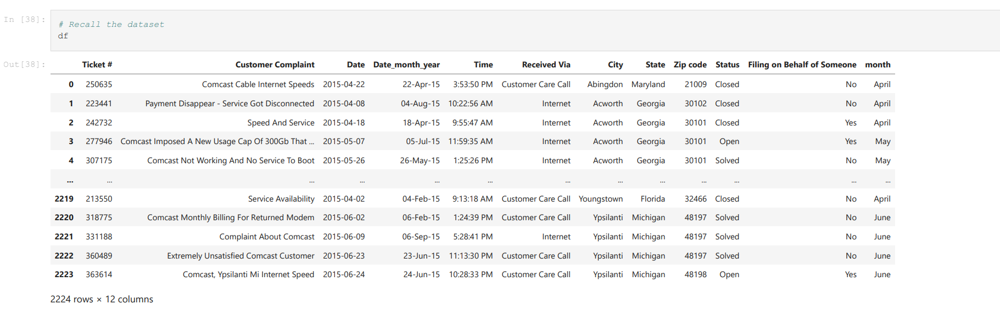 In [38]: # Recall the dataset
df
Out[38]: Ticket # Customer Complaint Date Date_month_year Time Received Via City State Zip code Status Filing on Behalf of Someone month
0 250635 Comcast Cable Internet Speeds 2015-04-22 22-Apr-15 3:53:50 PM Customer Care Call Abingdon Maryland 21009 Closed No April
1 223441 Payment Disappear - Service Got Disconnected 2015-04-08 04-Aug-15 10:22:56 AM Internet Acworth Georgia 30102 Closed No April
2 242732 Speed And Service 2015-04-18 18-Apr-15 9:55:47 AM Internet Acworth Georgia 30101 Closed Yes April
3 277946 Comcast Imposed A New Usage Cap Of 300Gb That ... 2015-05-07 05-Jul-15 11:59:35 AM Internet Acworth Georgia 30101 Open Yes May
4 307175 Comcast Not Working And No Service To Boot 2015-05-26 26-May-15 1:25:26 PM Internet Acworth Georgia 30101 Solved No May
... ... ... ... ... ... ... ... ... ... ... ... ...
2219 213550 Service Availability 2015-04-02 04-Feb-15 9:13:18 AM Customer Care Call Youngstown Florida 32466 Closed No April
2220 318775 Comcast Monthly Billing For Returned Modem 2015-06-02 06-Feb-15 1:24:39 PM Customer Care Call Ypsilanti Michigan 48197 Solved No June
2221 331188 Complaint About Comcast 2015-06-09 06-Sep-15 5:28:41 PM Internet Ypsilanti Michigan 48197 Solved No June
2222 360489 Extremely Unsatisfied Comcast Customer 2015-06-23 23-Jun-15 11:13:30 PM Customer Care Call Ypsilanti Michigan 48197 Solved No June
2223 363614 Comcast, Ypsilanti Mi Internet Speed 2015-06-24 24-Jun-15 10:28:33 PM Customer Care Call Ypsilanti Michigan 48198 Open Yes June
2224 rows × 12 columns